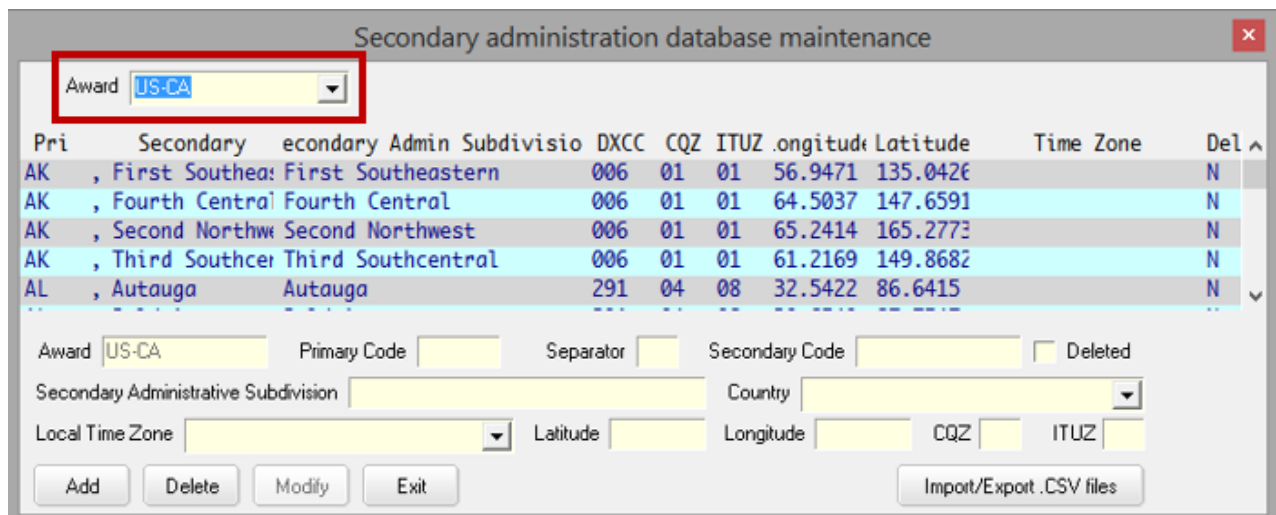 Secondary administration database maintenance
Award US-CA
Pri Secondary econdary Admin Subdivisio DXCC CQZ ITUZ .ongitude Latitude Time Zone Del
AK , First Southeas First Southeastern 006 01 01 56.9471 135.0426 N
AK , Fourth Central Fourth Central 006 01 01 64.5037 147.6591 N
AK , Second Northwe Second Northwest 006 01 01 65.2414 165.2773 N
AK , Third Southcer Third Southcentral 006 01 01 61.2169 149.8682 N
AL , Autauga Autauga 291 04 08 32.5422 86.6415 N
Award US-CA Primary Code Separator Secondary Code Deleted
Secondary Administrative Subdivision Country
Local Time Zone Latitude Longitude CQZ ITUZ
Add Delete Modify Exit Import/Export .CSV files